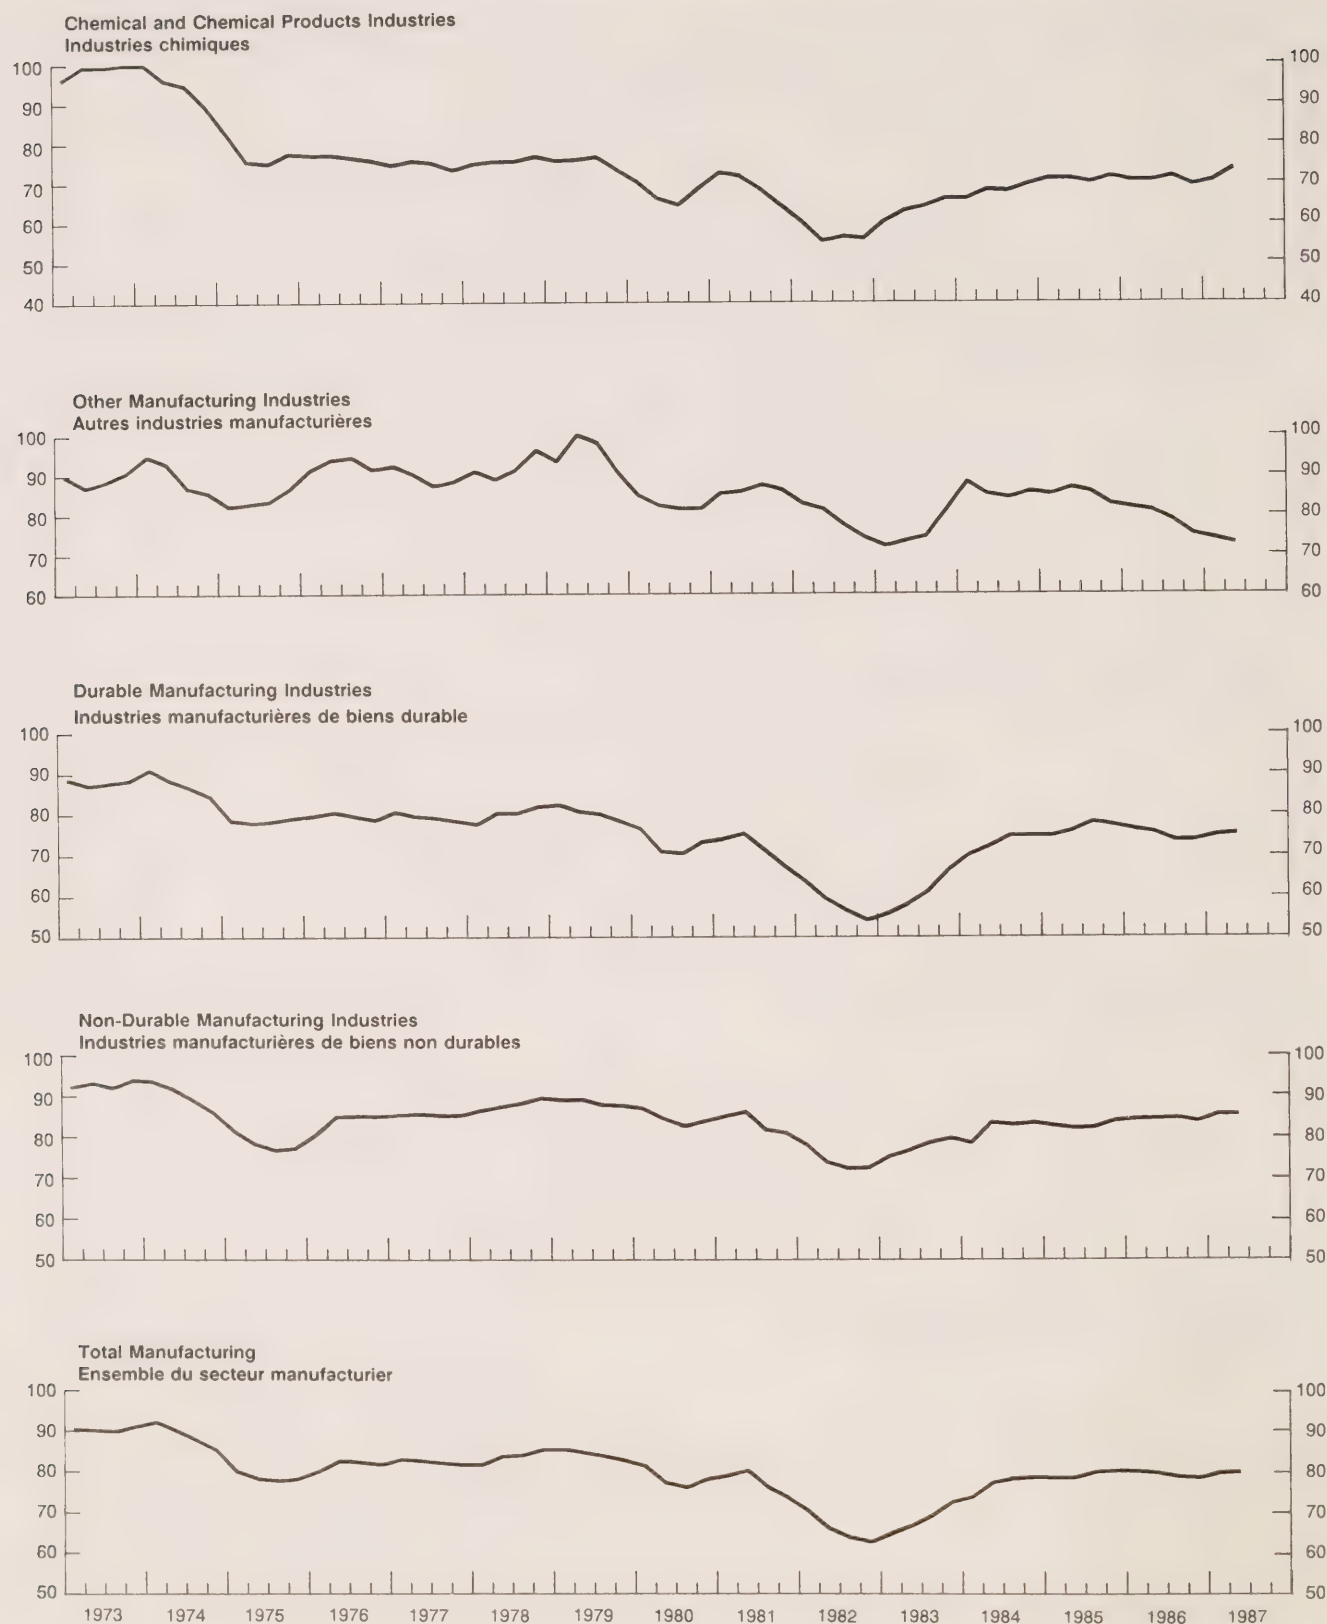 Chemical and Chemical Products Industries
Industries chimiques
100 100
90 90
80 80
70 70
60 60
50 50
40 40
Other Manufacturing Industries
Autres industries manufacturières
100 100
90 90
80 80
70 70
60 60
Durable Manufacturing Industries
Industries manufacturières de biens durable
100 100
90 90
80 80
70 70
60 60
50 50
Non-Durable Manufacturing Industries
Industries manufacturières de biens non durables
100 100
90 90
80 80
70 70
60 60
50 50
Total Manufacturing
Ensemble du secteur manufacturier
100 100
90 90
80 80
70 70
60 60
50 50
1973 1974 1975 1976 1977 1978 1979 1980 1981 1982 1983 1984 1985 1986 1987